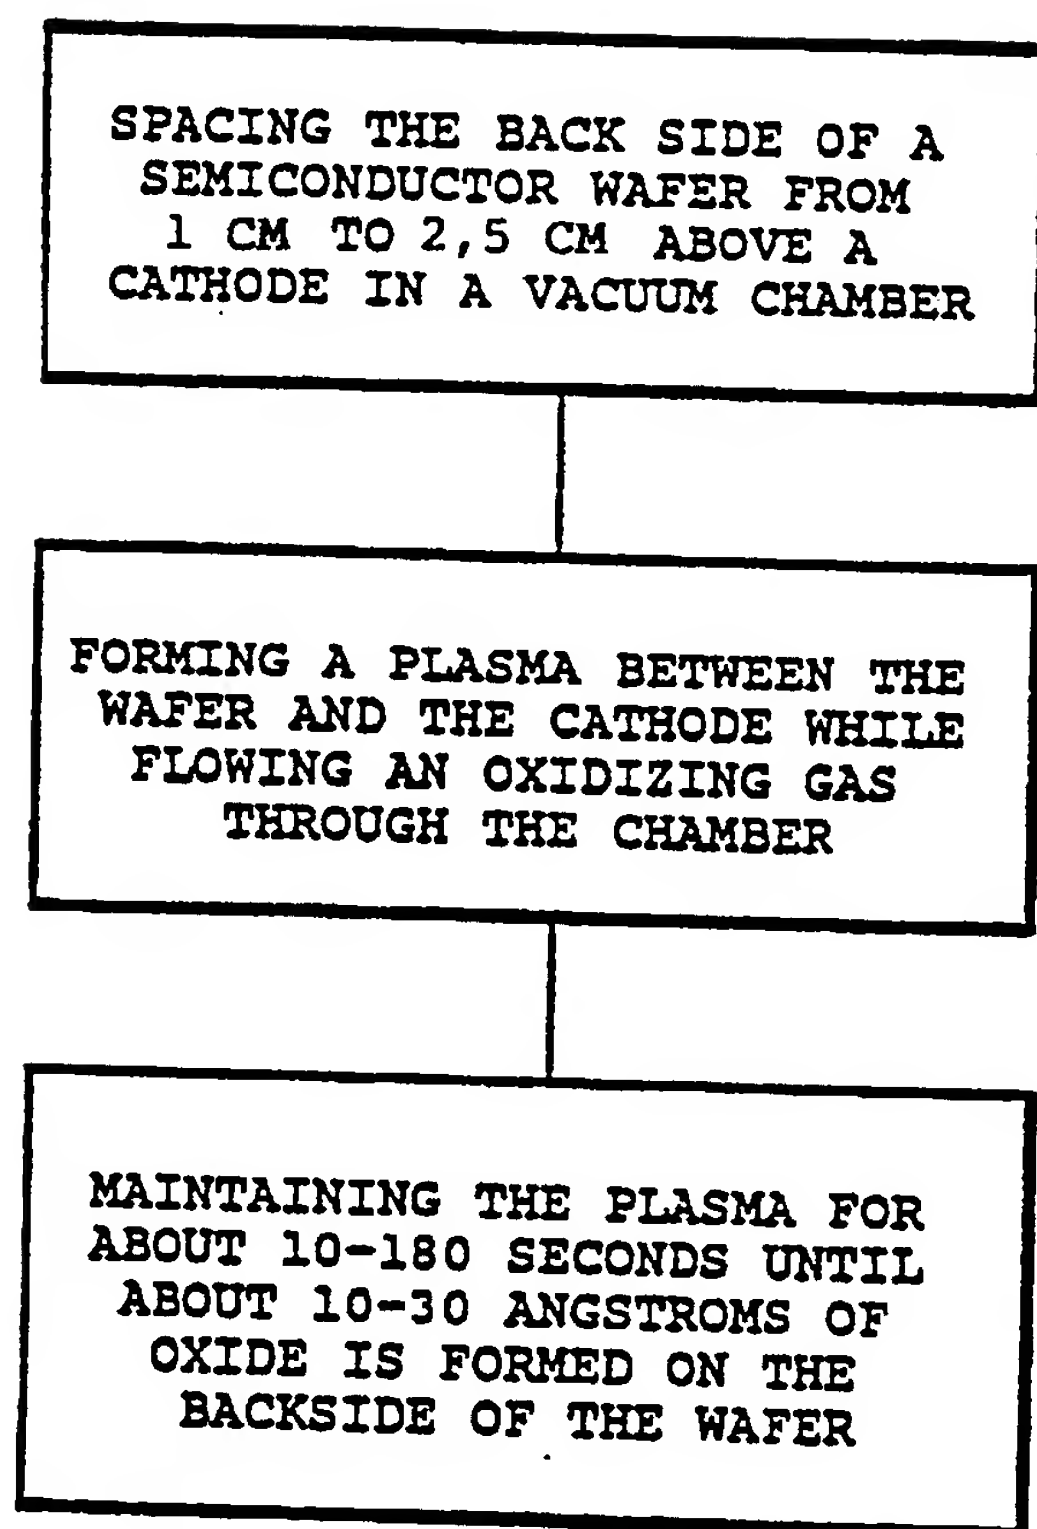 SPACING THE BACK SIDE OF A
SEMICONDUCTOR WAFER FROM
1 CM TO 2,5 CM ABOVE A
CATHODE IN A VACUUM CHAMBER
FORMING A PLASMA BETWEEN THE
WAFER AND THE CATHODE WHILE
FLOWING AN OXIDIZING GAS
THROUGH THE CHAMBER
MAINTAINING THE PLASMA FOR
ABOUT 10-180 SECONDS UNTIL
ABOUT 10-30 ANGSTROMS OF
OXIDE IS FORMED ON THE
BACKSIDE OF THE WAFER